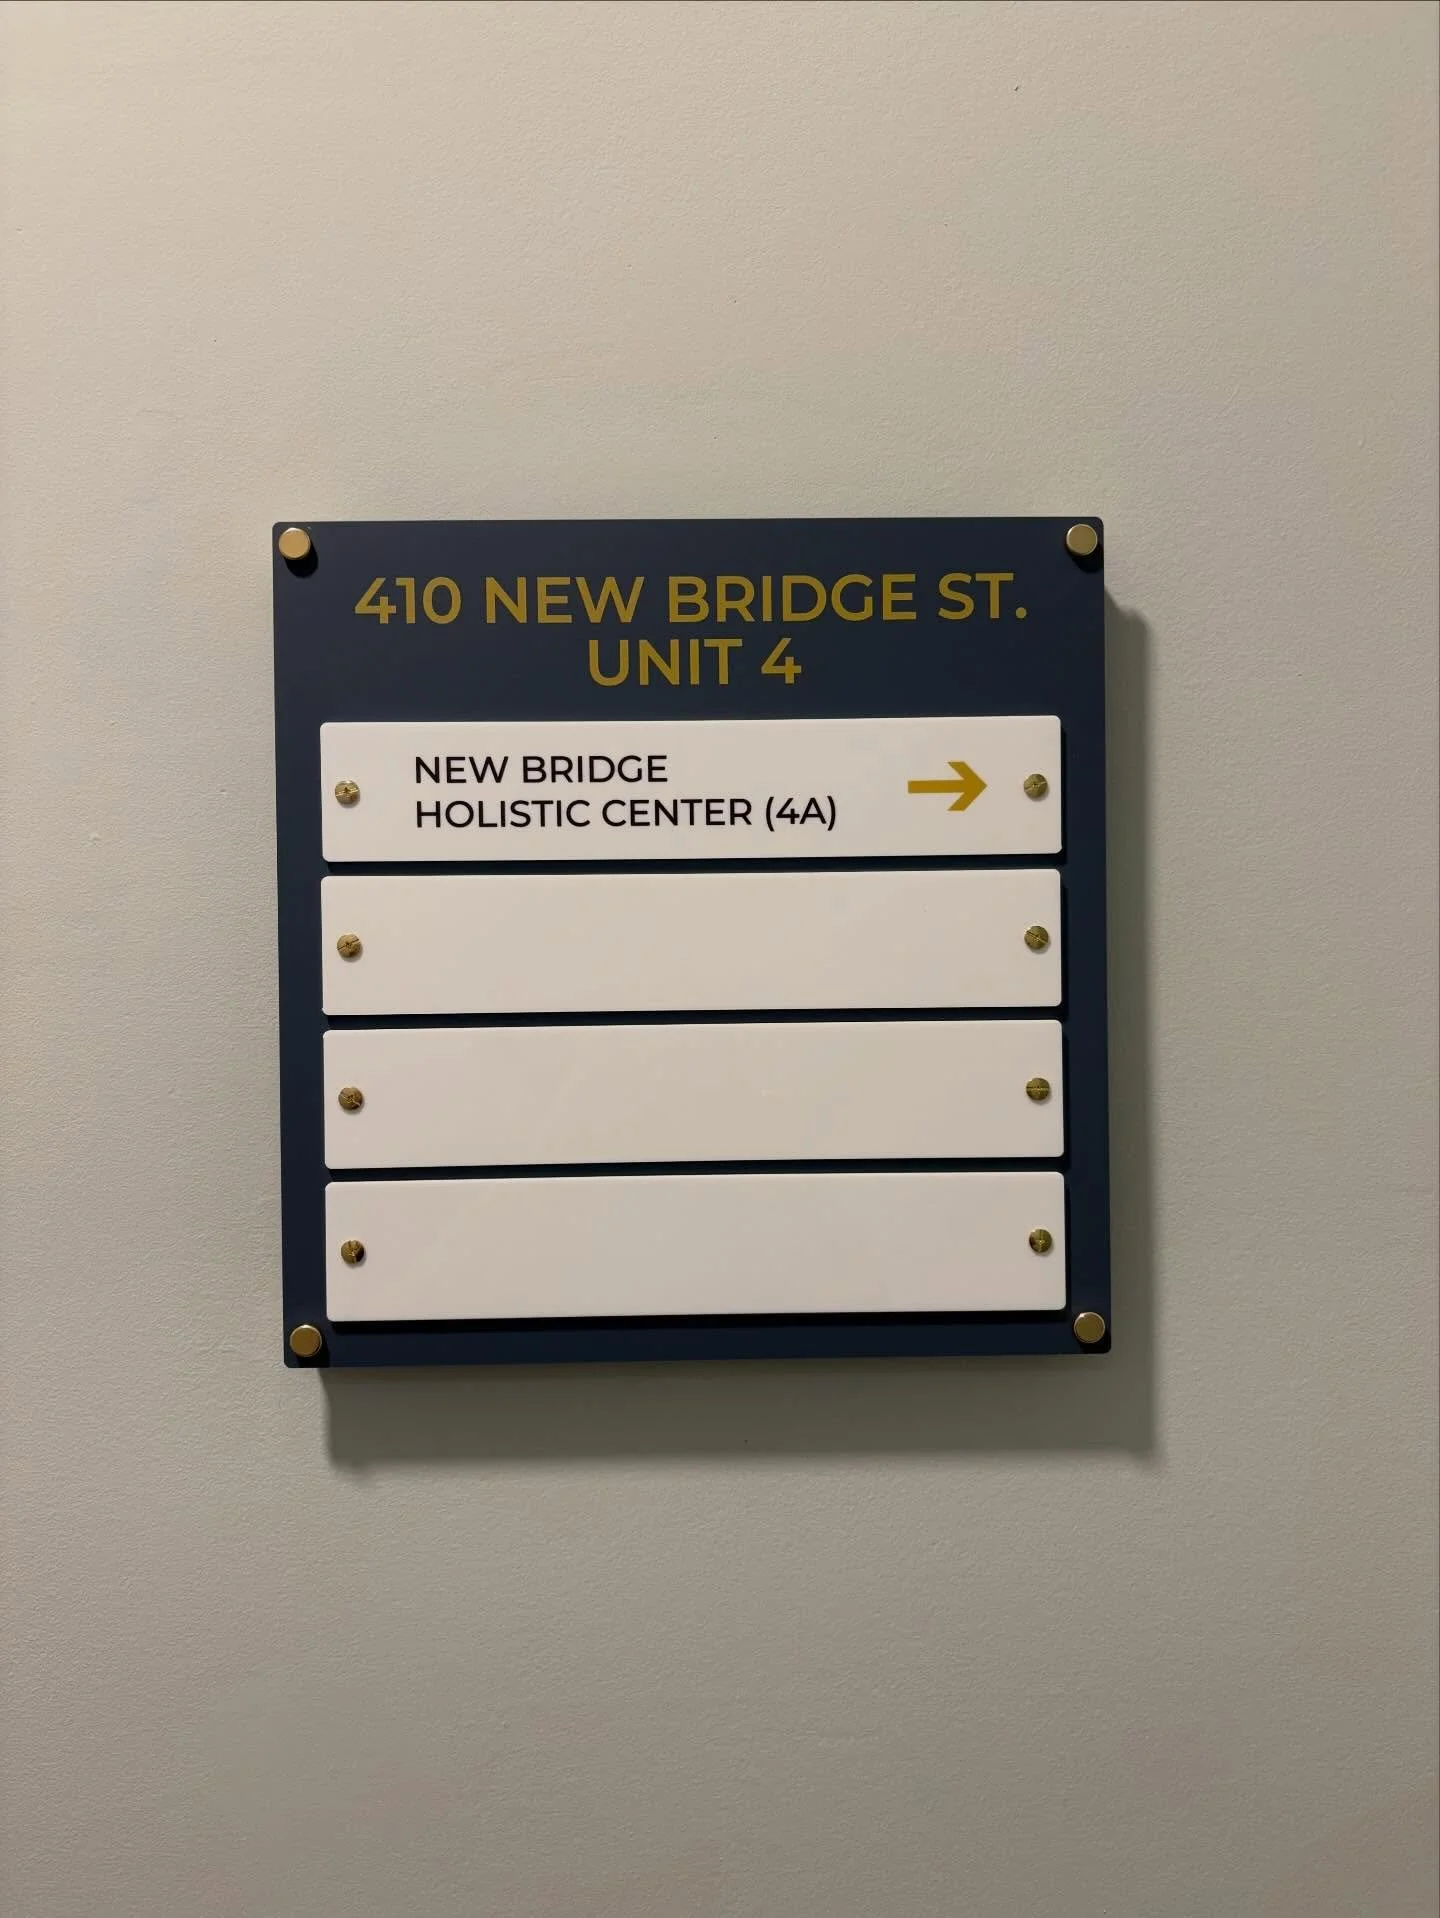 410 NEW BRIDGE ST.
UNIT 4
NEW BRIDGE
HOLISTIC CENTER (4A)